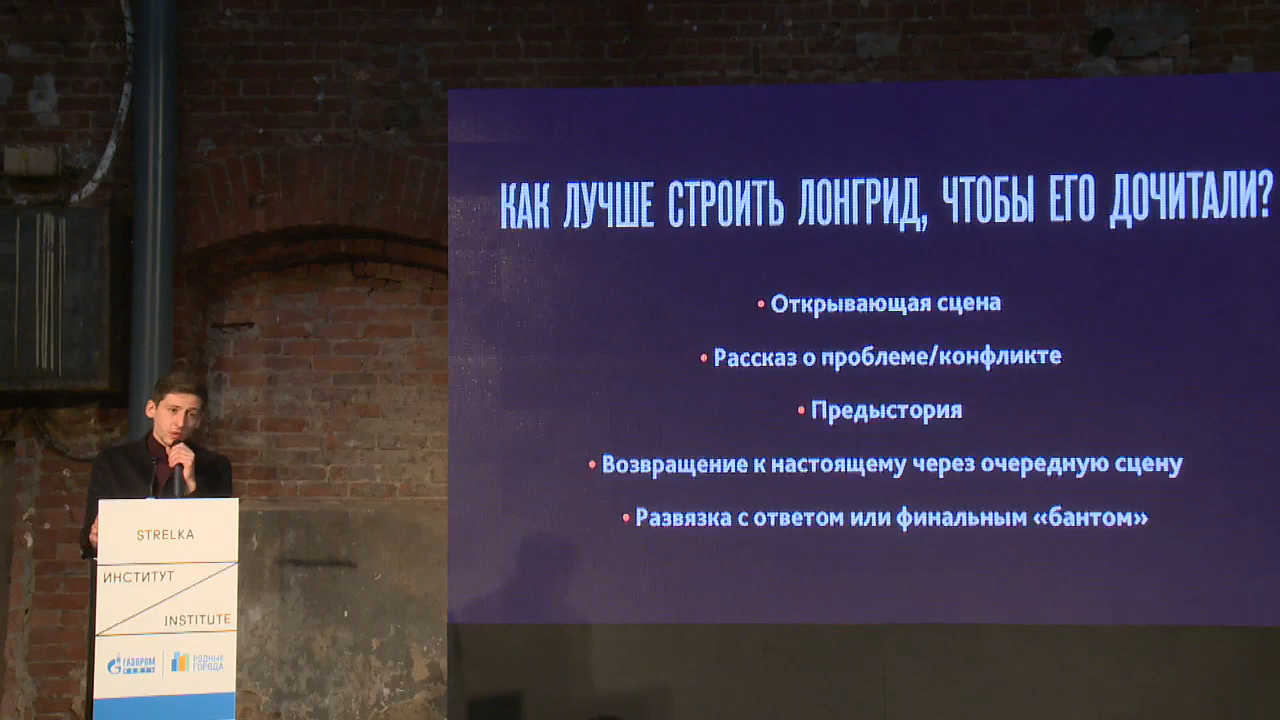 КАК ЛУЧШЕ СТРОИТЬ ЛОНГРИД, ЧТОБЫ ЕГО ДОЧИТАЛИ?
• Открывающая сцена
• Рассказ о проблеме/конфликте
• Предыстория
• Возвращение к настоящему через очередную сцену
• Развязка с ответом или финальным «бантом»
STRELKA
ИНСТИТУТ
INSTITUTE
ГАЗПРОМ
НЕФТЬ
РОДНЫЕ
ГОРОДА